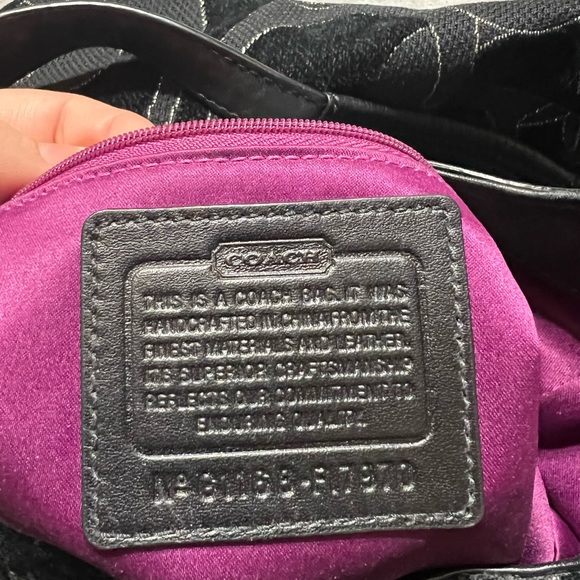 COACH
THIS IS A COACH BAG. IT WAS
HANDCRAFTED IN CHINA FROM THE
FINEST MATERIALS AND LEATHER.
ITS SUPERIOR CRAFTSMANSHIP
REFLECTS OUR COMMITMENT TO
ENDURING QUALITY.